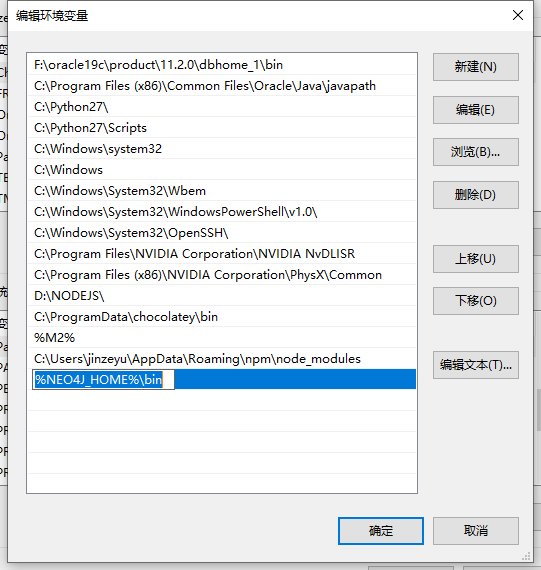 编辑环境变量
F:\oracle19c\product\11.2.0\dbhome_1\bin
C:\Program Files (x86)\Common Files\Oracle\Java\javapath
C:\Python27\
C:\Python27\Scripts
C:\Windows\system32
C:\Windows
C:\Windows\System32\Wbem
C:\Windows\System32\WindowsPowerShell\v1.0\
C:\Windows\System32\OpenSSH\
C:\Program Files\NVIDIA Corporation\NVIDIA NvDLISR
C:\Program Files (x86)\NVIDIA Corporation\PhysX\Common
D:\NODEJS\
C:\ProgramData\chocolatey\bin
%M2%
C:\Users\jinzeyu\AppData\Roaming\npm\node_modules
%NEO4J_HOME%\bin
新建(N)
编辑(E)
浏览(B)...
删除(D)
上移(U)
下移(O)
编辑文本(T)...
确定
取消